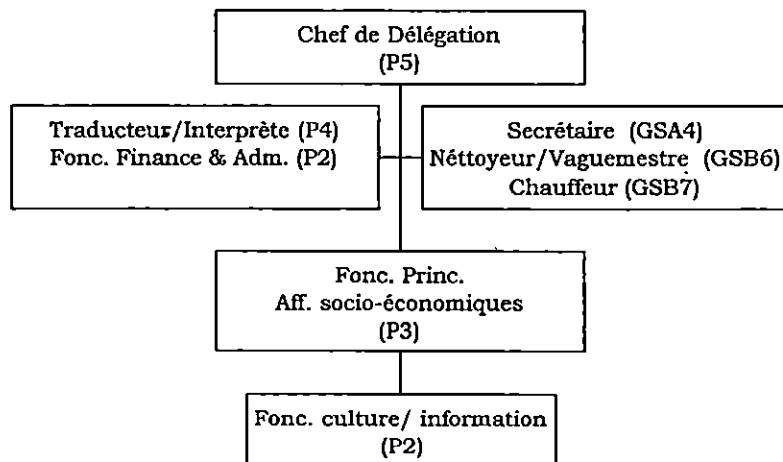 Chef de Délégation
(P5)
Traducteur/Interprète (P4)
Fonc. Finance & Adm. (P2)
Secrétaire (GSA4)
Néttoyeur/Vaguemestre (GSB6)
Chauffeur (GSB7)
Fonc. Princ.
Aff. socio-économiques
(P3)
Fonc. culture/ information
(P2)